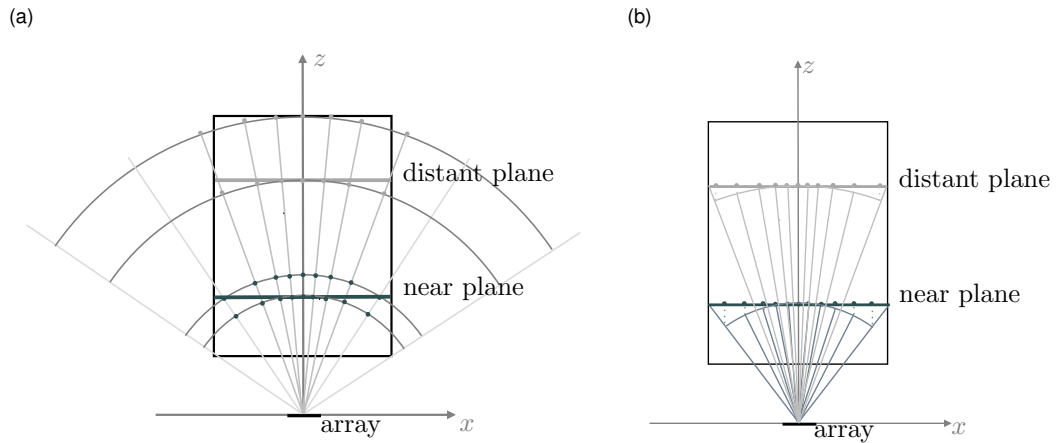 (a)
(b)
z
distant plane
near plane
array
x
z
distant plane
near plane
array
x